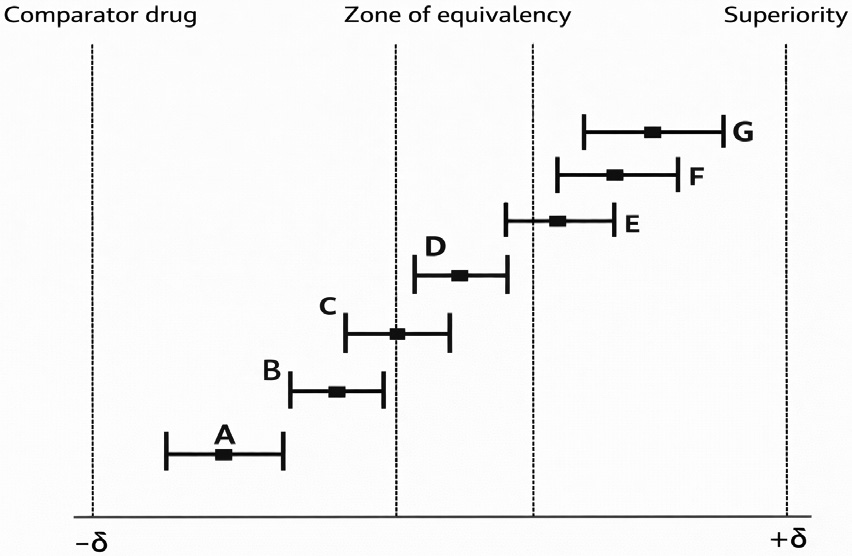 Comparator drug
Zone of equivalency
Superiority
G
F
E
D
C
B
A
−δ
+δ